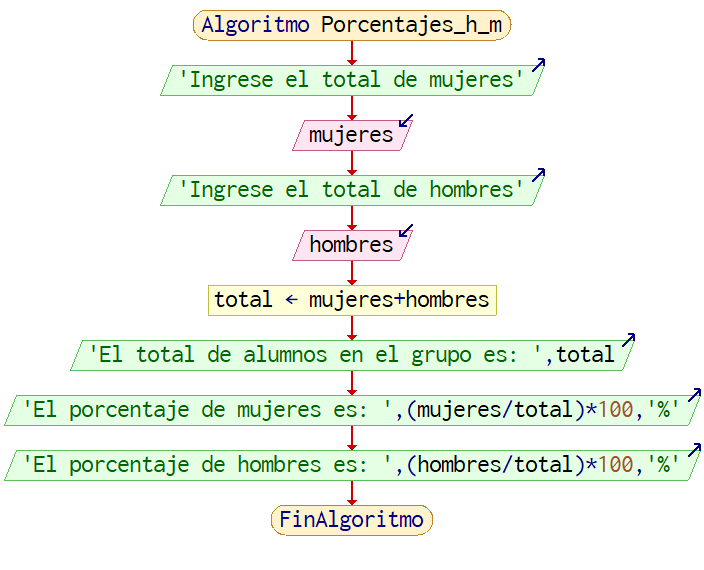 Algoritmo Porcentajes_h_m
'Ingrese el total de mujeres'
mujeres
'Ingrese el total de hombres'
hombres
total ← mujeres+hombres
'El total de alumnos en el grupo es: ',total
'El porcentaje de mujeres es: ',(mujeres/total)*100,'%'
'El porcentaje de hombres es: ',(hombres/total)*100,'%'
FinAlgoritmo